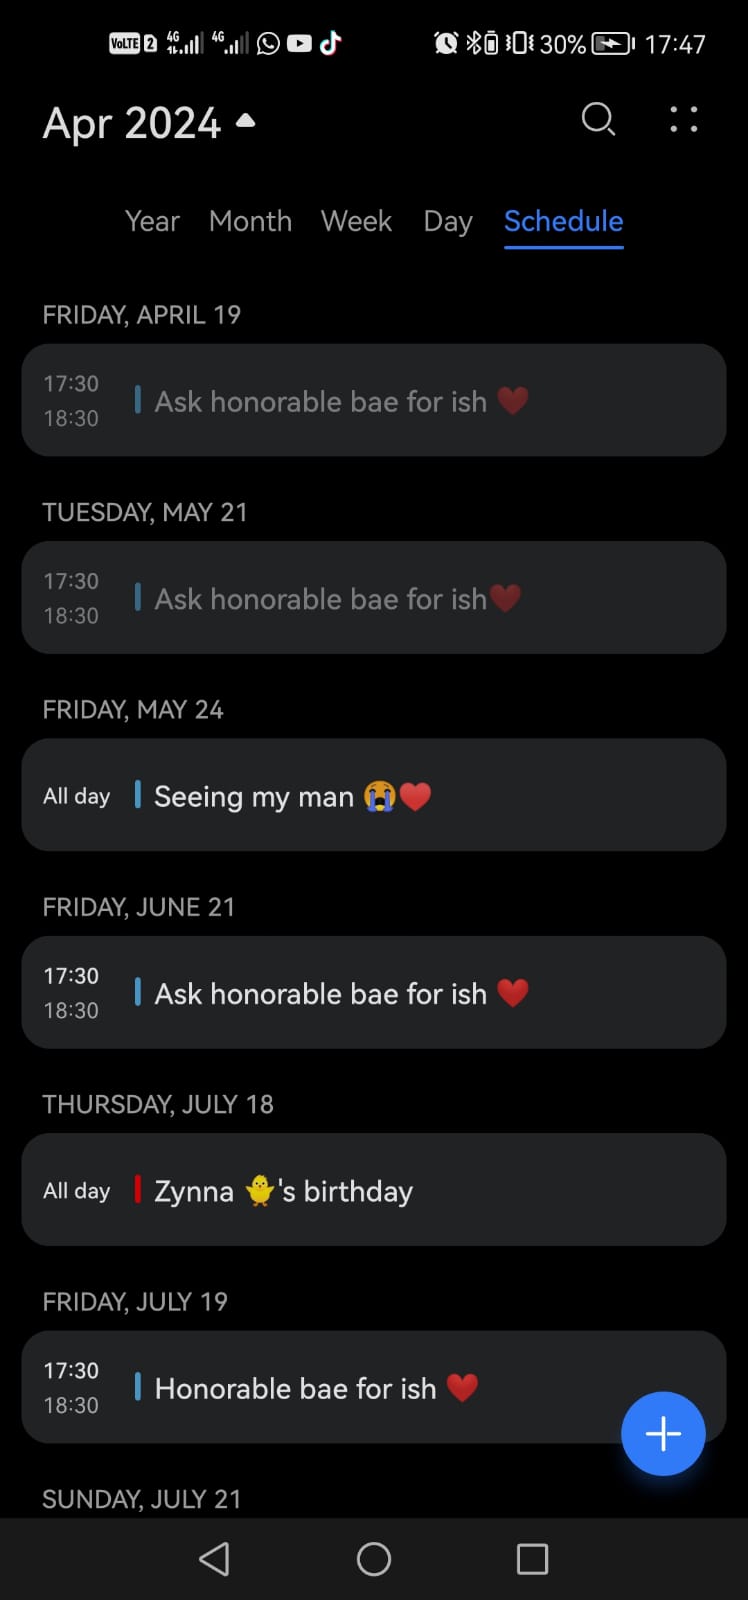 VoLTE 2 4G 4G 30% 17:47
Apr 2024
Year Month Week Day Schedule
FRIDAY, APRIL 19
17:30
Ask honorable bae for ish ❤️
18:30
TUESDAY, MAY 21
17:30
Ask honorable bae for ish❤️
18:30
FRIDAY, MAY 24
All day Seeing my man 😭❤️
FRIDAY, JUNE 21
17:30
Ask honorable bae for ish ❤️
18:30
THURSDAY, JULY 18
All day Zynna 🐥's birthday
FRIDAY, JULY 19
17:30
Honorable bae for ish ❤️
18:30
SUNDAY, JULY 21